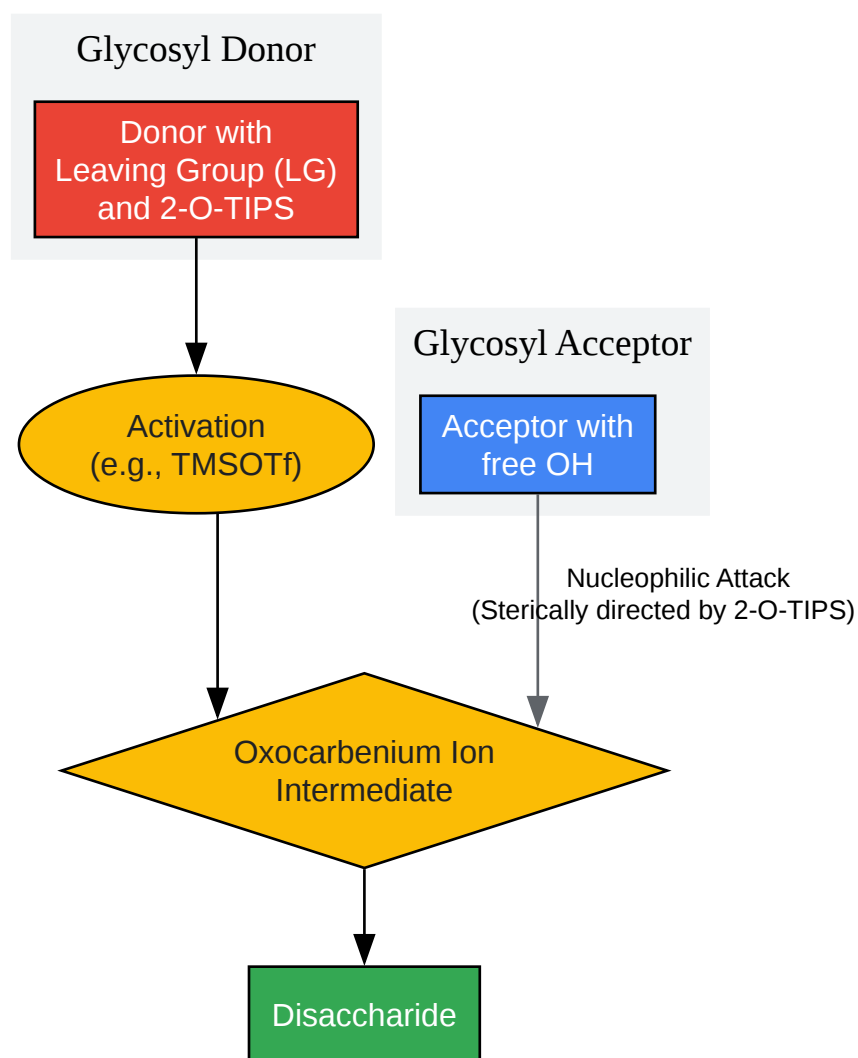 Glycosyl Donor
Donor with
Leaving Group (LG)
and 2-O-TIPS
Glycosyl Acceptor
Activation
(e.g., TMSOTf)
Acceptor with
free OH
Nucleophilic Attack
(Sterically directed by 2-O-TIPS)
Oxocarbenium Ion
Intermediate
Disaccharide